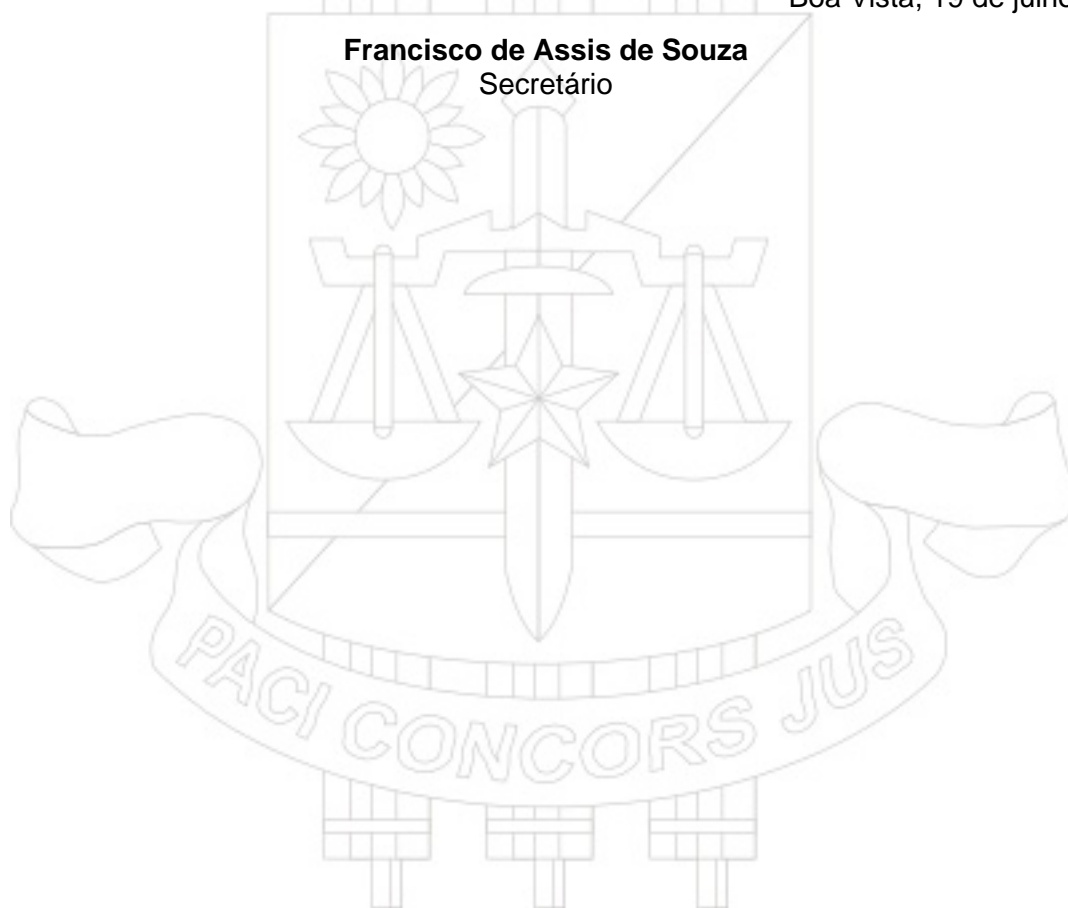 Boa Vista, 19 de julho
Francisco de Assis de Souza
Secretário
PACI CONCORS JUS